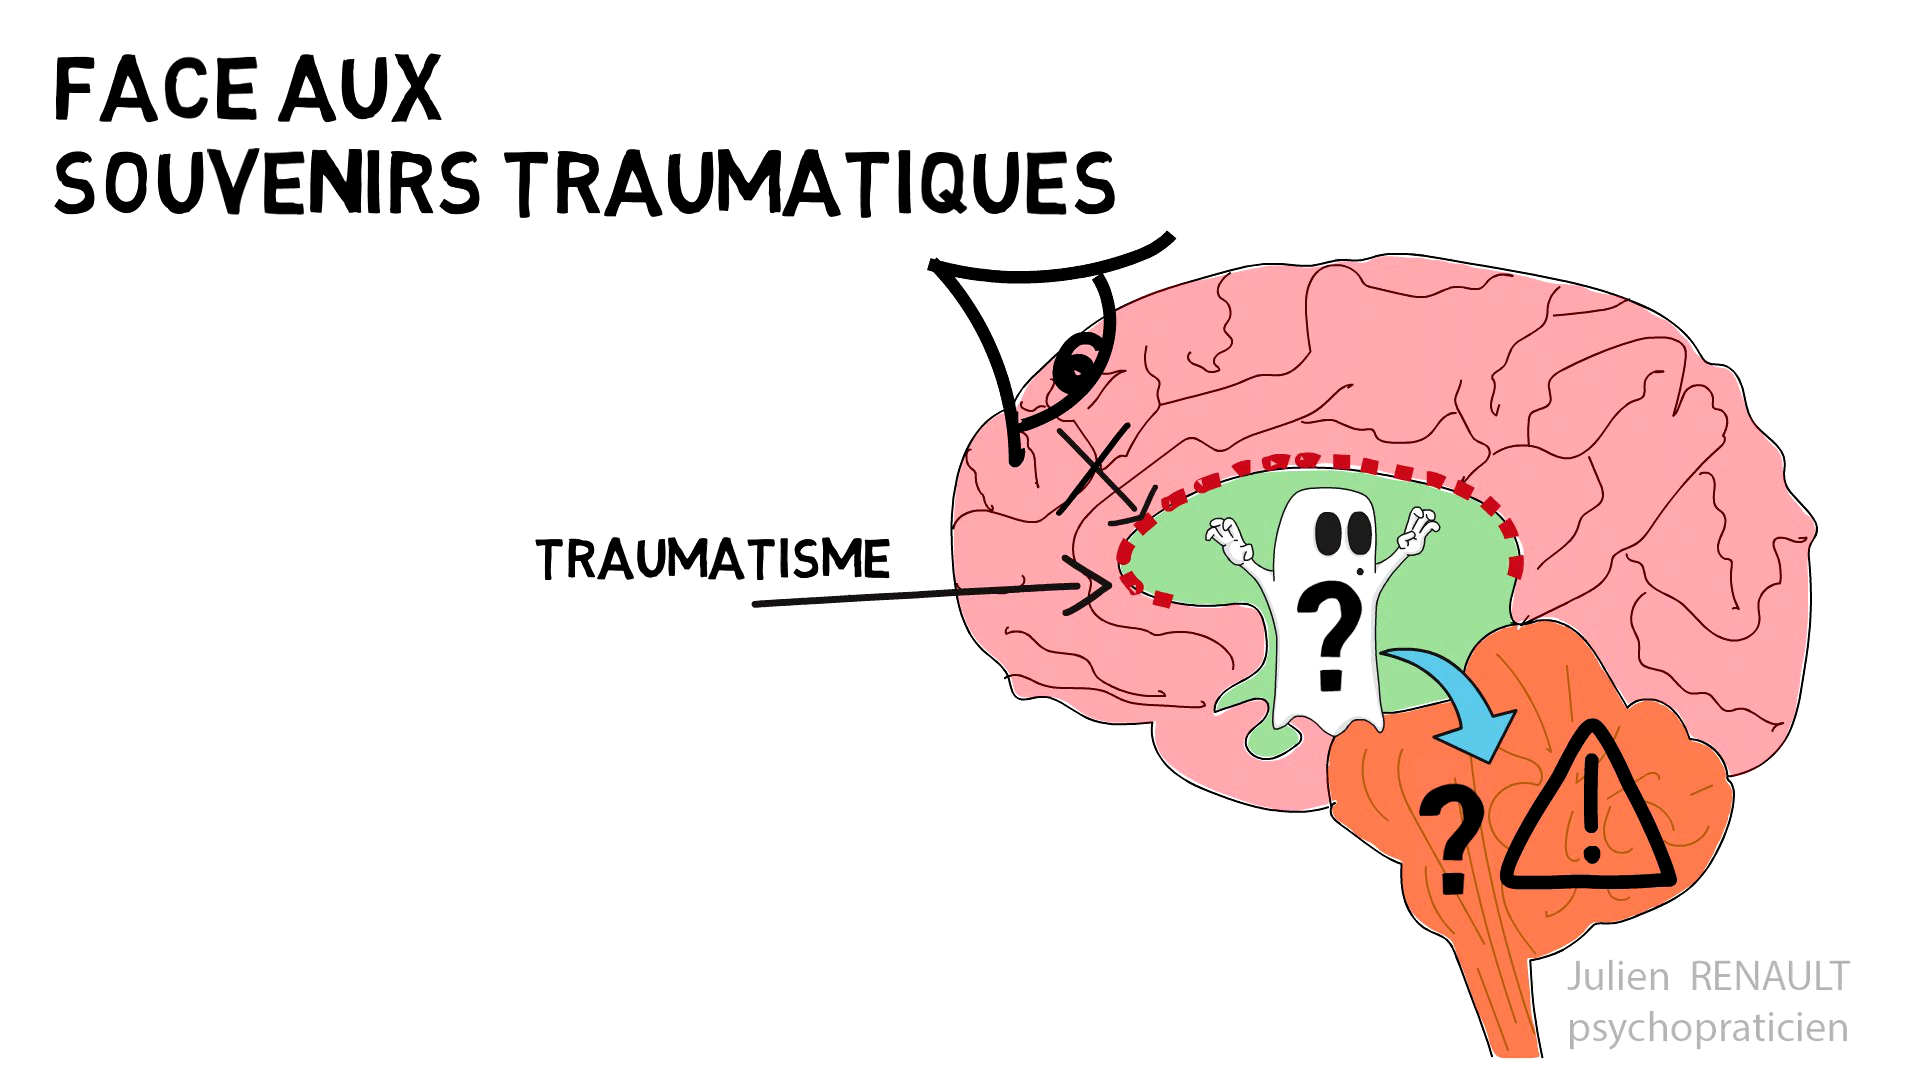 FACE AUX
SOUVENIRS TRAUMATIQUES
TRAUMATISME
?
?
!
Julien RENAULT
psychopraticien